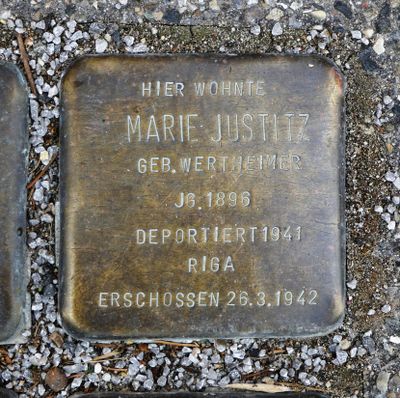 HIER WOHNTE
MARIE JUSTITZ
GEB. WERTHEIMER
JG. 1896
DEPORTIERT 1941
RIGA
ERSCHOSSEN 26.3.1942